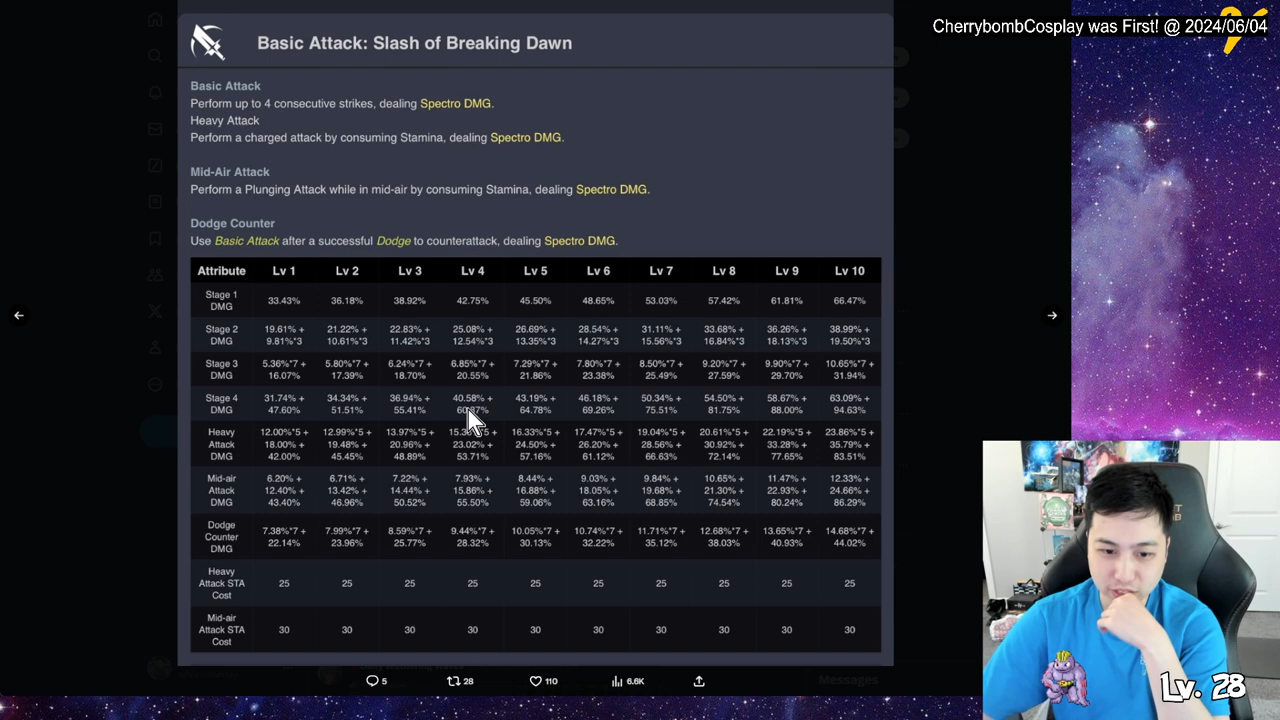 CherrybombCosplay was First! @ 2024/06/04
Basic Attack: Slash of Breaking Dawn
Basic Attack
Perform up to 4 consecutive strikes, dealing Spectro DMG.
Heavy Attack
Perform a charged attack by consuming Stamina, dealing Spectro DMG.
Mid-Air Attack
Perform a Plunging Attack while in mid-air by consuming Stamina, dealing Spectro DMG.
Dodge Counter
Use Basic Attack after a successful Dodge to counterattack, dealing Spectro DMG.
Attribute Lv 1 Lv 2 Lv 3 Lv 4 Lv 5 Lv 6 Lv 7 Lv 8 Lv 9 Lv 10
Stage 1 DMG 33.43% 36.18% 38.92% 42.75% 45.50% 48.65% 53.03% 57.42% 61.81% 66.47%
Stage 2 19.61% + 21.22% + 22.83% + 25.08% + 26.69% + 28.54% + 31.11% + 33.68% + 36.26% + 38.99% +
DMG 9.81%*3 10.61%*3 11.42%*3 12.54%*3 13.35%*3 14.27%*3 15.56%*3 16.84%*3 18.13%*3 19.50%*3
Stage 3 5.36%*7 + 5.80%*7 + 6.24%*7 + 6.85%*7 + 7.29%*7 + 7.80%*7 + 8.50%*7 + 9.20%*7 + 9.90%*7 + 10.65%*7 +
DMG 16.07% 17.39% 18.70% 20.55% 21.86% 23.38% 25.49% 27.59% 29.70% 31.94%
Stage 4 31.74% + 34.34% + 36.94% + 40.58% + 43.19% + 46.18% + 50.34% + 54.50% + 58.67% + 63.09% +
DMG 47.60% 51.51% 55.41% 64.78% 69.26% 75.51% 81.75% 88.00% 94.63%
Heavy 12.00%*5 + 12.99%*5 + 13.97%*5 + 16.33%*5 + 17.47%*5 + 19.04%*5 + 20.61%*5 + 22.19%*5 + 23.86%*5 +
Attack 18.00% + 19.48% + 20.96% + 23.02% + 24.50% + 26.20% + 28.56% + 30.92% + 33.28% + 35.79% +
DMG 42.00% 45.45% 48.89% 53.71% 57.16% 61.12% 66.63% 72.14% 77.65% 83.51%
Mid-air 6.20% + 6.71% + 7.22% + 7.93% + 8.44% + 9.03% + 9.84% + 10.65% + 11.47% + 12.33% +
Attack 12.40% + 13.42% + 14.44% + 15.86% + 16.88% + 18.05% + 19.68% + 21.30% + 22.93% + 24.66% +
DMG 43.40% 46.96% 50.52% 55.50% 59.06% 63.16% 68.85% 74.54% 80.24% 86.29%
Dodge Counter DMG 7.38%*7 + 7.99%*7 + 8.59%*7 + 9.44%*7 + 10.05%*7 + 10.74%*7 + 11.71%*7 + 12.68%*7 + 13.65%*7 + 14.68%*7 +
22.14% 23.96% 25.77% 28.32% 30.13% 32.22% 35.12% 38.03% 40.93% 44.02%
Heavy Attack STA Cost 25 25 25 25 25 25 25 25 25 25
Mid-air Attack STA Cost 30 30 30 30 30 30 30 30 30 30
5 28 110 6.6K
Messages
Lv. 28